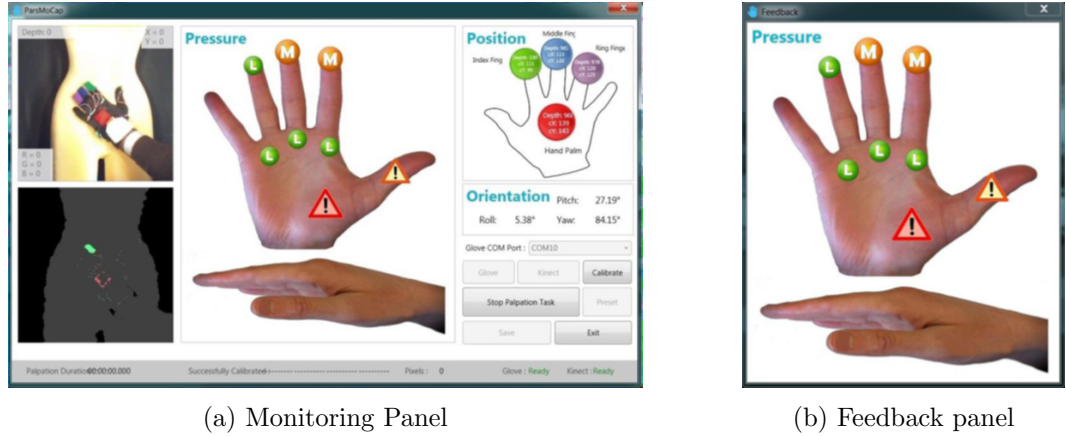 ParsMoCap
X
Depth: 0
X = 0
Y = 0
R = 0
G = 0
B = 0
Pressure
L
M
M
L
L
L
!
!
Position
Middle Fing
Index Fing
Ring Finge
Hand Palm
Orientation
Pitch: 27.19°
Roll: 5.38° Yaw: 84.15°
Glove COM Port : COM10
Glove Kinect Calibrate
Stop Palpation Task Preset
Save Exit
Palpation Duration 00:00:00.000 Successfully Calibrated Pixels : 0 Glove : Ready Kinect : Ready
(a) Monitoring Panel
Feedback
X
Pressure
L
M
M
L
L
L
!
!
(b) Feedback panel